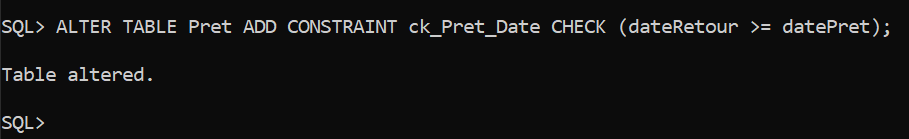 SQL> ALTER TABLE Pret ADD CONSTRAINT ck_Pret_Date CHECK (dateRetour >= datePret);
Table altered.
SQL>